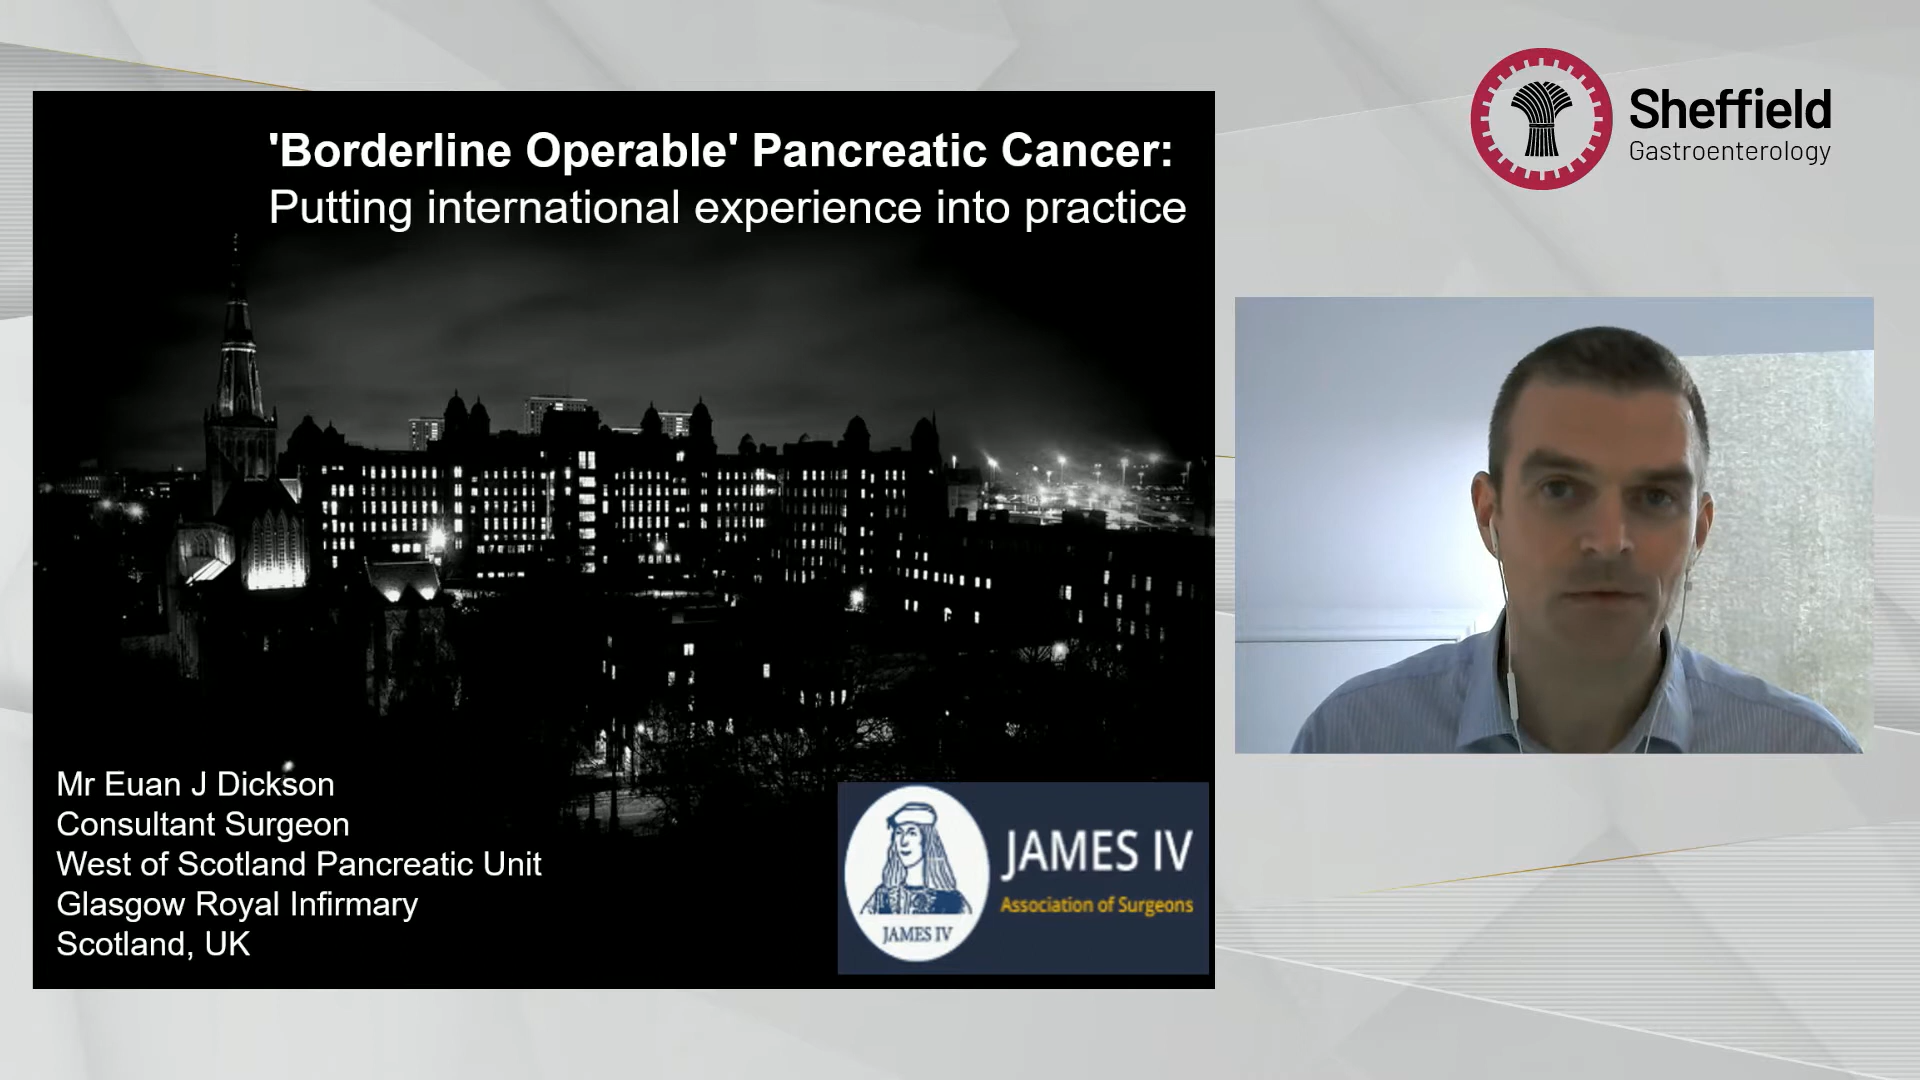 'Borderline Operable' Pancreatic Cancer:
Putting international experience into practice
Mr Euan J Dickson
Consultant Surgeon
West of Scotland Pancreatic Unit
Glasgow Royal Infirmary
Scotland, UK
JAMES IV
JAMES IV
Association of Surgeons
Sheffield
Gastroenterology